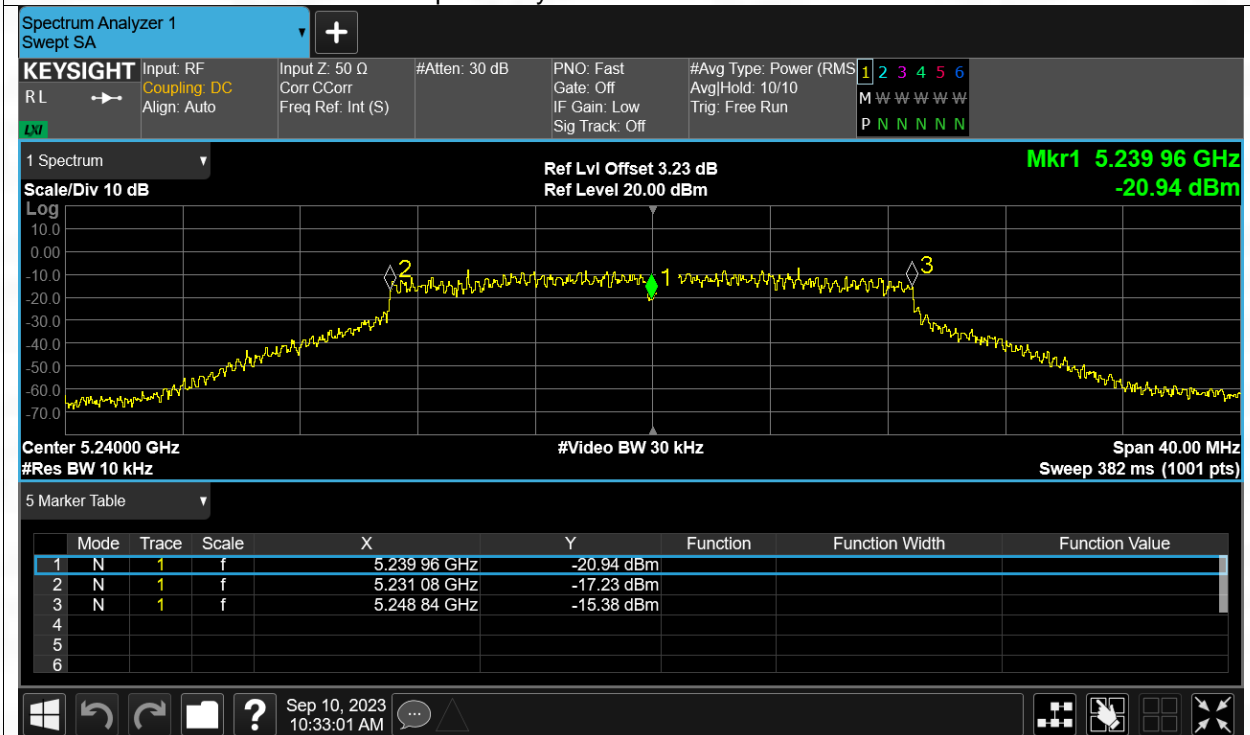 Spectrum Analyzer 1
Swept SA
KEYSIGHT Input: RF Input Z: 50 Ω #Atten: 30 dB PNO: Fast #Avg Type: Power (RMS 1 2 3 4 5 6
RL Coupling: DC Corr CCorr Gate: Off Avg|Hold: 10/10 M W W W W W
Align: Auto Freq Ref: Int (S) IF Gain: Low Trig: Free Run
LXI Sig Track: Off P N N N N N
1 Spectrum Ref Lvl Offset 3.23 dB Mkr1 5.239 96 GHz
Scale/Div 10 dB Ref Level 20.00 dBm -20.94 dBm
Log
10.0
0.00
-10.0
-20.0
-30.0
-40.0
-50.0
-60.0
-70.0
2 1 3
Center 5.24000 GHz #Video BW 30 kHz Span 40.00 MHz
#Res BW 10 kHz Sweep 382 ms (1001 pts)
5 Marker Table
Mode Trace Scale X Y Function Function Width Function Value
1 N 1 f 5.239 96 GHz -20.94 dBm
2 N 1 f 5.231 08 GHz -17.23 dBm
3 N 1 f 5.248 84 GHz -15.38 dBm
4
5
6
? Sep 10, 2023
10:33:01 AM